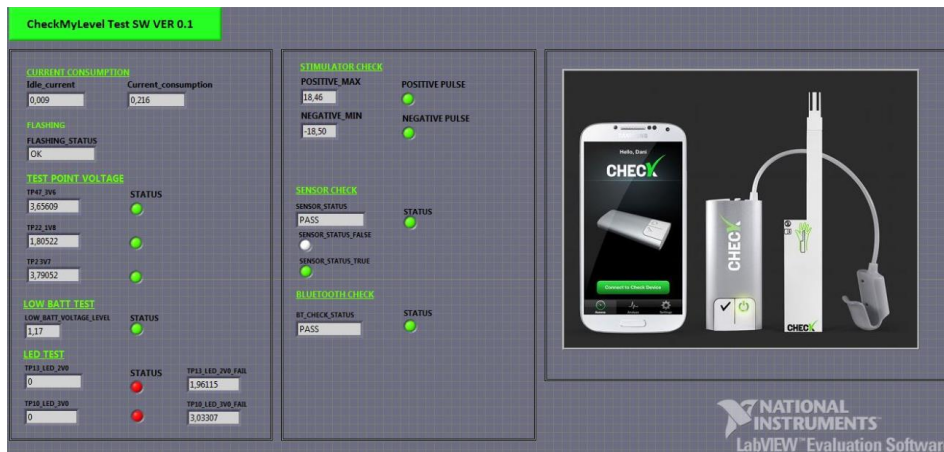 CheckMyLevel Test SW VER 0.1
CURRENT CONSUMPTION
Idle_current
Current_consumption
0,009
0,216
FLASHING
FLASHING_STATUS
OK
TEST POINT VOLTAGE
TP47_3V6
STATUS
3,65609
TP22_1V8
1,80522
TP2 3V7
3,79052
LOW BATT TEST
LOW_BATT_VOLTAGE_LEVEL
STATUS
1,17
LED TEST
TP13_LED_2V0
STATUS
TP13_LED_2V0_FAIL
0
1,96115
TP10_LED_3V0
TP10_LED_3V0_FAIL
0
3,03307
STIMULATOR CHECK
POSITIVE_MAX
POSITIVE PULSE
18,46
NEGATIVE_MIN
NEGATIVE PULSE
-18,50
SENSOR CHECK
SENSOR_STATUS
STATUS
PASS
SENSOR_STATUS_FALSE
SENSOR_STATUS_TRUE
BLUETOOTH CHECK
BT_CHECK_STATUS
STATUS
PASS
Hello, Dan
CHECK
Connect to Check Device
Settings
CHECK
CHECK
NATIONAL
INSTRUMENTS
LabVIEW™ Evaluation Softwar